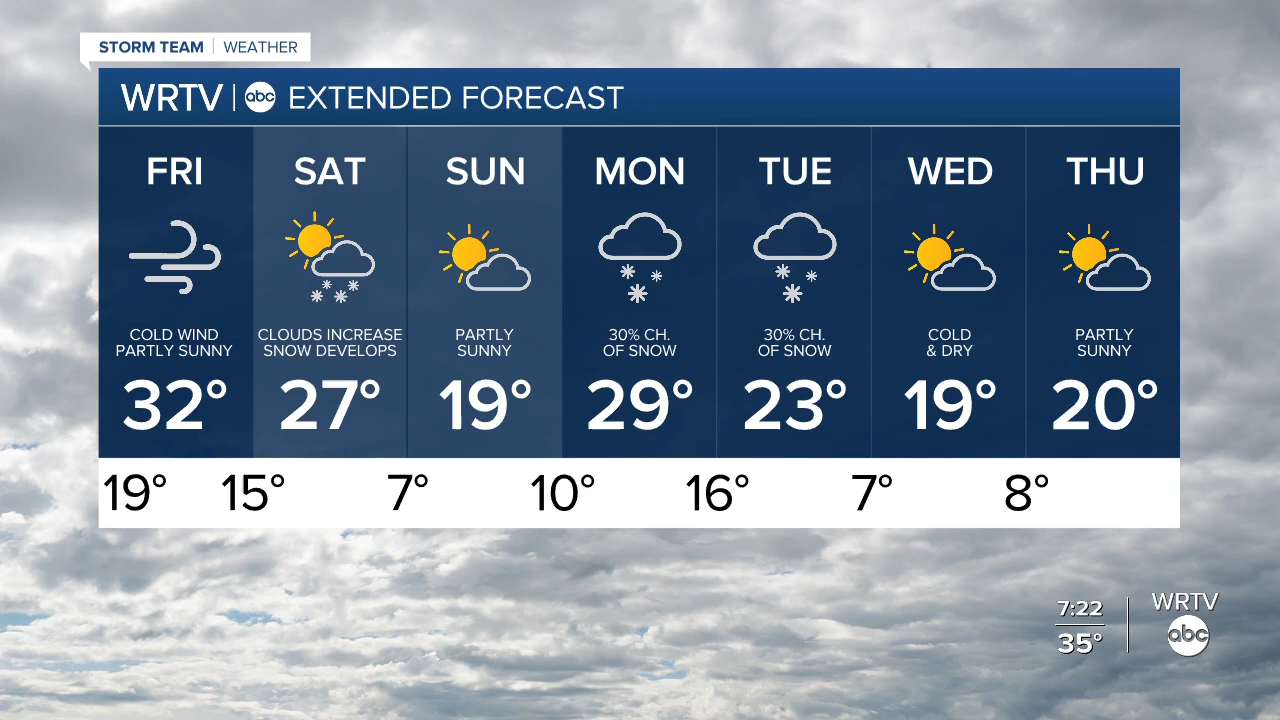 STORM TEAM | WEATHER
WRTV | abc EXTENDED FORECAST
FRI SAT SUN MON TUE WED THU
COLD WIND
PARTLY SUNNY
CLOUDS INCREASE
SNOW DEVELOPS
PARTLY
SUNNY
30% CH.
OF SNOW
30% CH.
OF SNOW
COLD
& DRY
PARTLY
SUNNY
32° 27° 19° 29° 23° 19° 20°
19° 15° 7° 10° 16° 7° 8°
7:22
35°
WRTV
abc